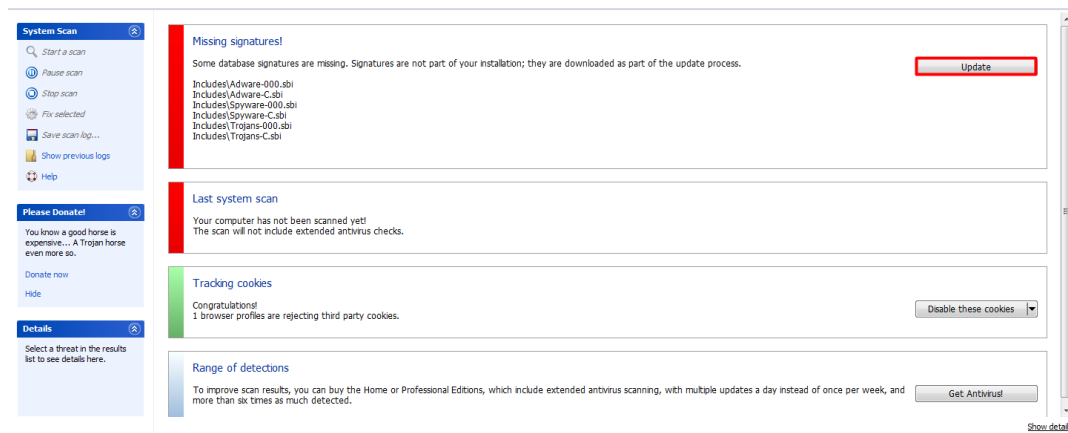 System Scan
Start a scan
Pause scan
Stop scan
Fix selected
Save scan log...
Show previous logs
Help
Please Donate!
You know a good horse is
expensive... A Trojan horse
even more so.
Donate now
Hide
Details
Select a threat in the results
list to see details here.
Missing signatures!
Some database signatures are missing. Signatures are not part of your installation; they are downloaded as part of the update process.
Includes\Adware-000.sbi
Includes\Adware-C.sbi
Includes\Spyware-000.sbi
Includes\Spyware-C.sbi
Includes\Trojans-000.sbi
Includes\Trojans-C.sbi
Update
Last system scan
Your computer has not been scanned yet!
The scan will not include extended antivirus checks.
Tracking cookies
Congratulations!
1 browser profiles are rejecting third party cookies.
Disable these cookies
Range of detections
To improve scan results, you can buy the Home or Professional Editions, which include extended antivirus scanning, with multiple updates a day instead of once per week, and
more than six times as much detected.
Get Antivirus!
Show detail